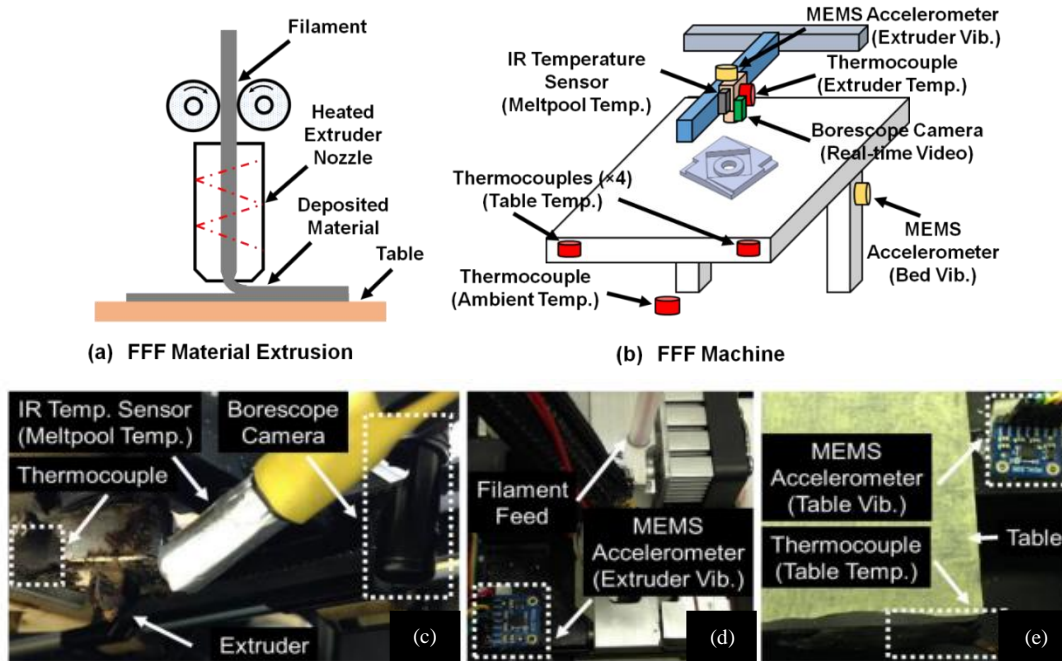 Filament
Heated
Extruder
Nozzle
Deposited
Material
Table
(a) FFF Material Extrusion
MEMS Accelerometer
(Extruder Vib.)
IR Temperature
Sensor
(Meltpool Temp.)
Thermocouple
(Extruder Temp.)
Borescope Camera
(Real-time Video)
Thermocouples (×4)
(Table Temp.)
MEMS
Accelerometer
(Bed Vib.)
Thermocouple
(Ambient Temp.)
(b) FFF Machine
IR Temp. Sensor
(Meltpool Temp.)
Thermocouple
Borescope
Camera
Extruder
(c)
Filament
Feed
MEMS
Accelerometer
(Extruder Vib.)
(d)
MEMS
Accelerometer
(Table Vib.)
Thermocouple
(Table Temp.)
Table
(e)